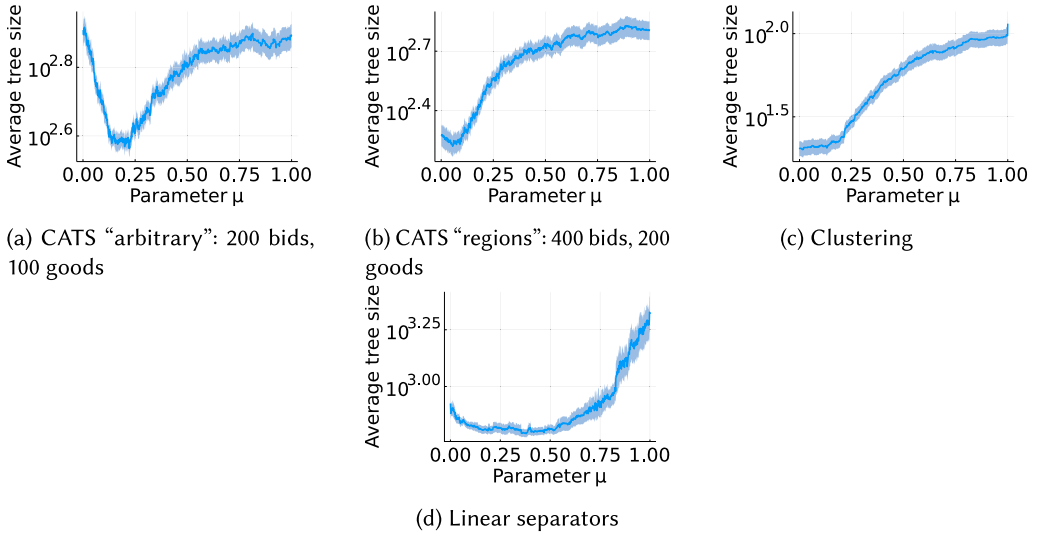 Average tree size
10^2.8
10^2.6
0.00 0.25 0.50 0.75 1.00
Parameter μ
(a) CATS “arbitrary”: 200 bids,
100 goods
Average tree size
10^2.7
10^2.4
0.00 0.25 0.50 0.75 1.00
Parameter μ
(b) CATS “regions”: 400 bids, 200
goods
Average tree size
10^2.0
10^1.5
0.00 0.25 0.50 0.75 1.00
Parameter μ
(c) Clustering
Average tree size
10^3.25
10^3.00
0.00 0.25 0.50 0.75 1.00
Parameter μ
(d) Linear separators